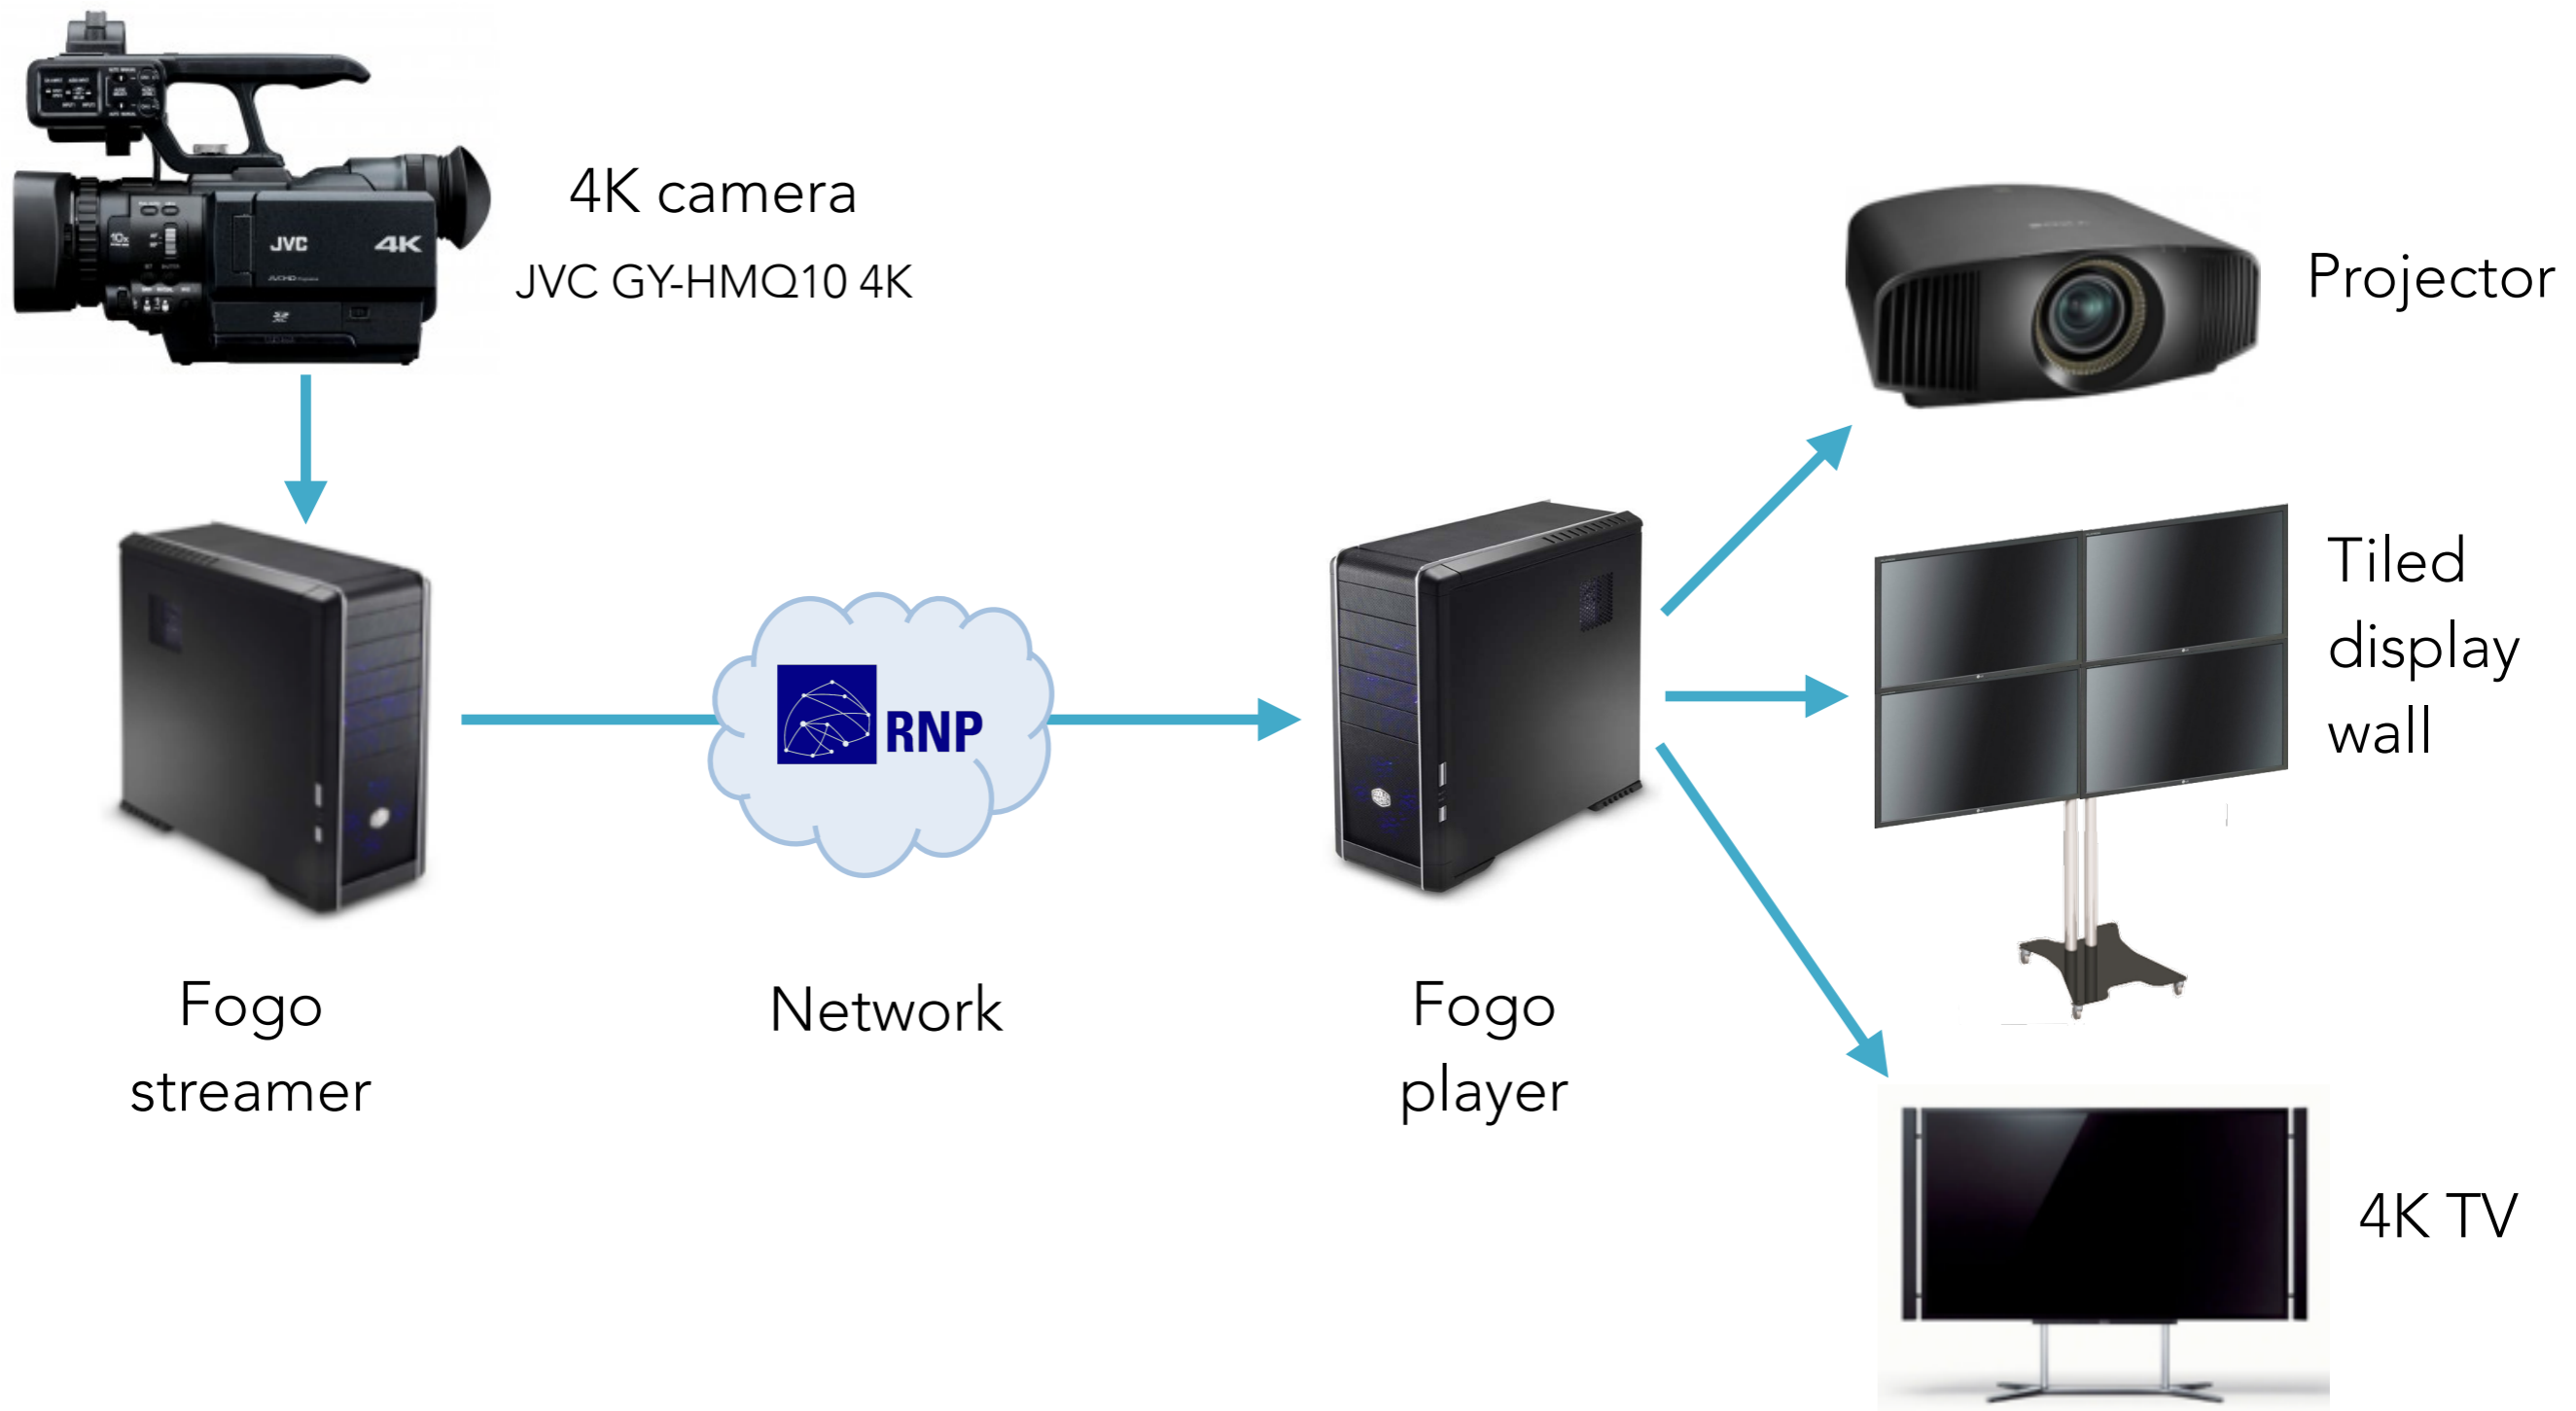 4K camera
JVC GY-HMQ10 4K
10x
JVC
4K
Projector
Tiled
display
wall
RNP
Fogo
streamer
Network
Fogo
player
4K TV